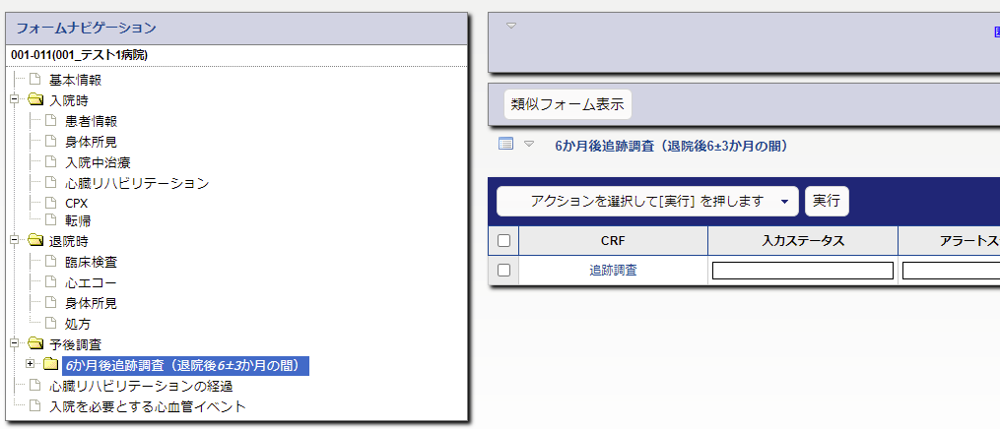 フォームナビゲーション
001-011(001_テスト1病院)
基本情報
入院時
患者情報
身体所見
入院中治療
心臓リハビリテーション
CPX
転帰
退院時
臨床検査
心エコー
身体所見
処方
予後調査
6か月後追跡調査（退院後6±3か月の間）
心臓リハビリテーションの経過
入院を必要とする心血管イベント
類似フォーム表示
6か月後追跡調査（退院後6±3か月の間）
アクションを選択して[実行] を押します 実行
CRF 入力ステータス アラートス
追跡調査